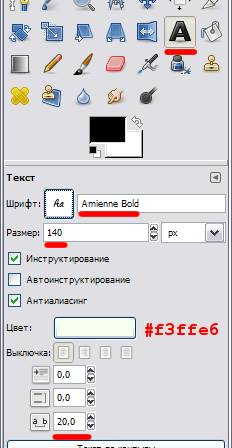 A
Текст
Шрифт: Aa Amienne Bold
Размер: 140 px
Инструктирование
Автоинструктирование
Антиалиасинг
Цвет: #f3ffe6
Выключка:
0,0
0,0
a_b 20,0